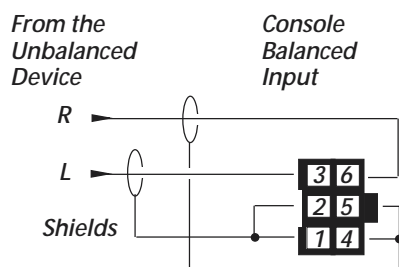 From the
Unbalanced
Device
Console
Balanced
Input
R
L
Shields
3 6
2 5
1 4